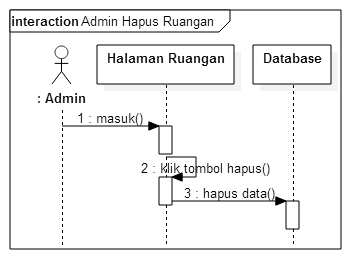 interaction Admin Hapus Ruangan
Halaman Ruangan
Database
: Admin
1 : masuk()
2 : klik tombol hapus()
3 : hapus data()